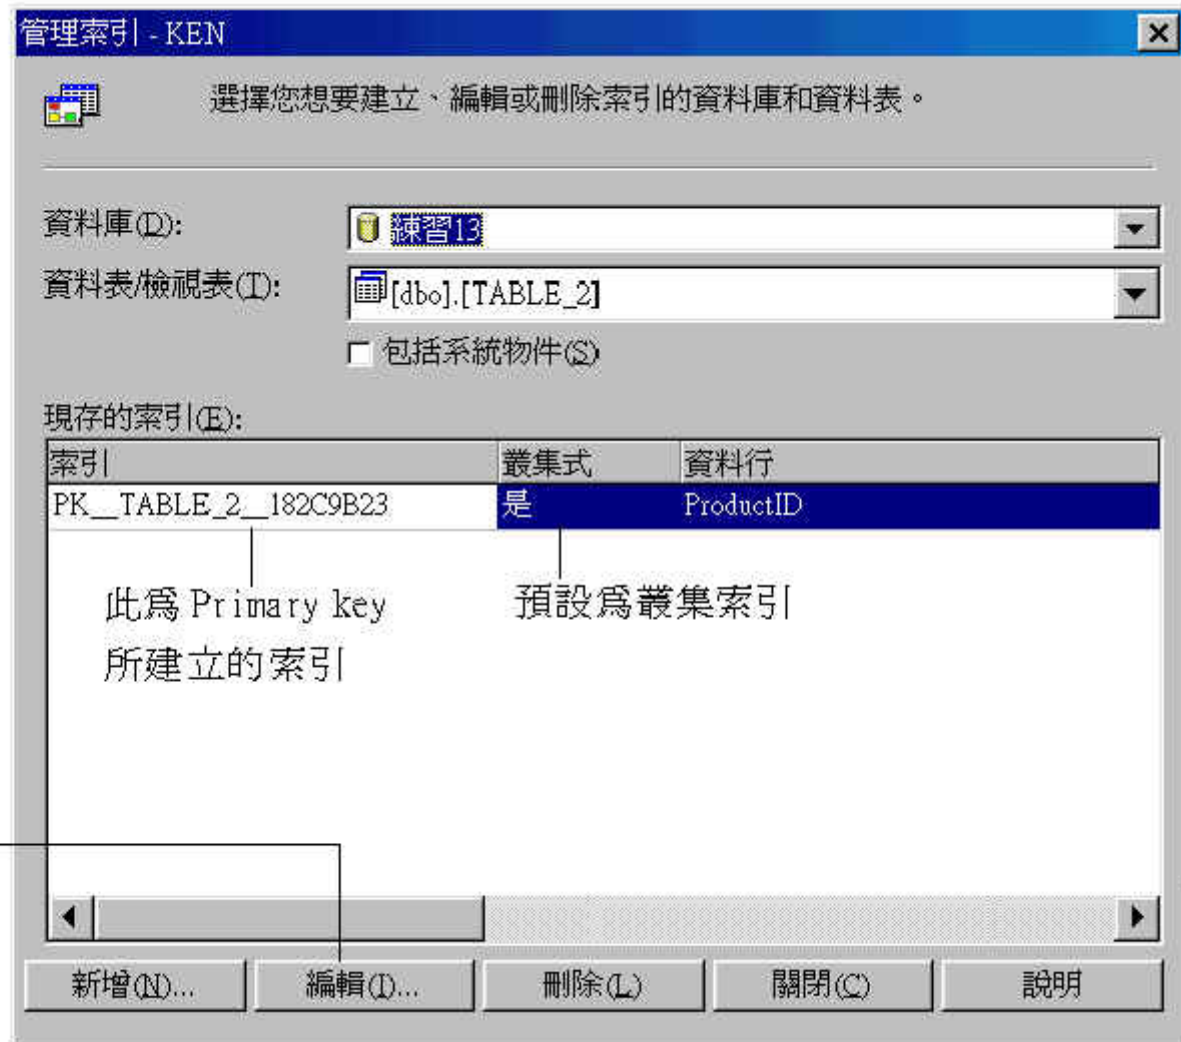 管理索引 - KEN
選擇您想要建立、編輯或刪除索引的資料庫和資料表。
資料庫(D): 練習13
資料表/檢視表(T): [dbo].[TABLE_2]
包括系統物件(S)
現存的索引(E):
索引 叢集式 資料行
PK__TABLE_2__182C9B23 是 ProductID
此為 Primary key 預設為叢集索引
所建立的索引
新增(N)... 編輯(I)... 刪除(L) 關閉(C) 說明